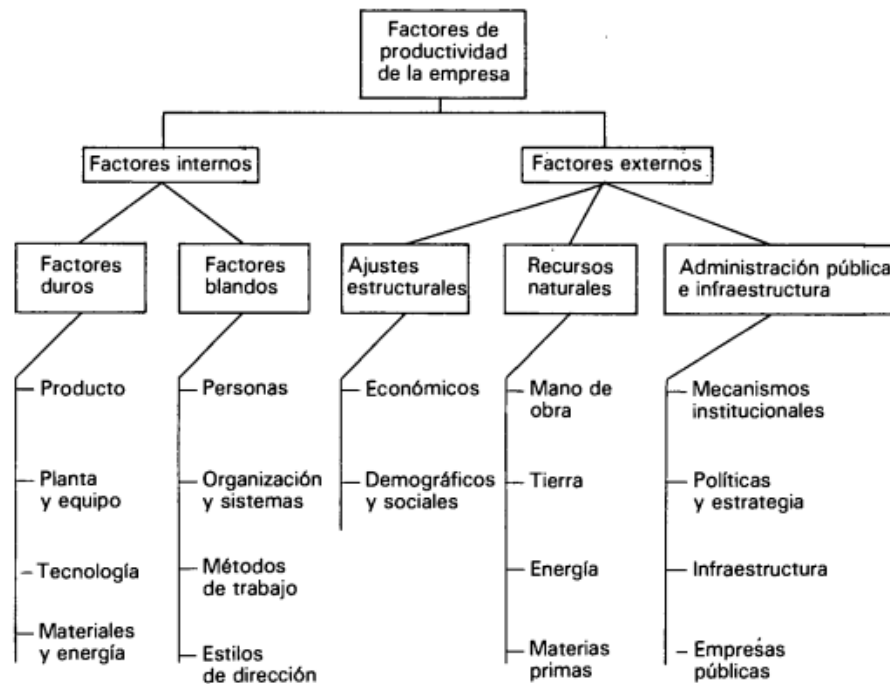 Factores de
productividad
de la empresa
Factores internos
Factores externos
Factores
duros
Factores
blandos
Ajustes
estructurales
Recursos
naturales
Administración pública
e infraestructura
Producto
Planta
y equipo
Tecnología
Materiales
y energía
Personas
Organización
y sistemas
Métodos
de trabajo
Estilos
de dirección
Económicos
Demográficos
y sociales
Mano de
obra
Tierra
Energía
Materias
primas
Mecanismos
institucionales
Políticas
y estrategia
Infraestructura
Empresas
públicas